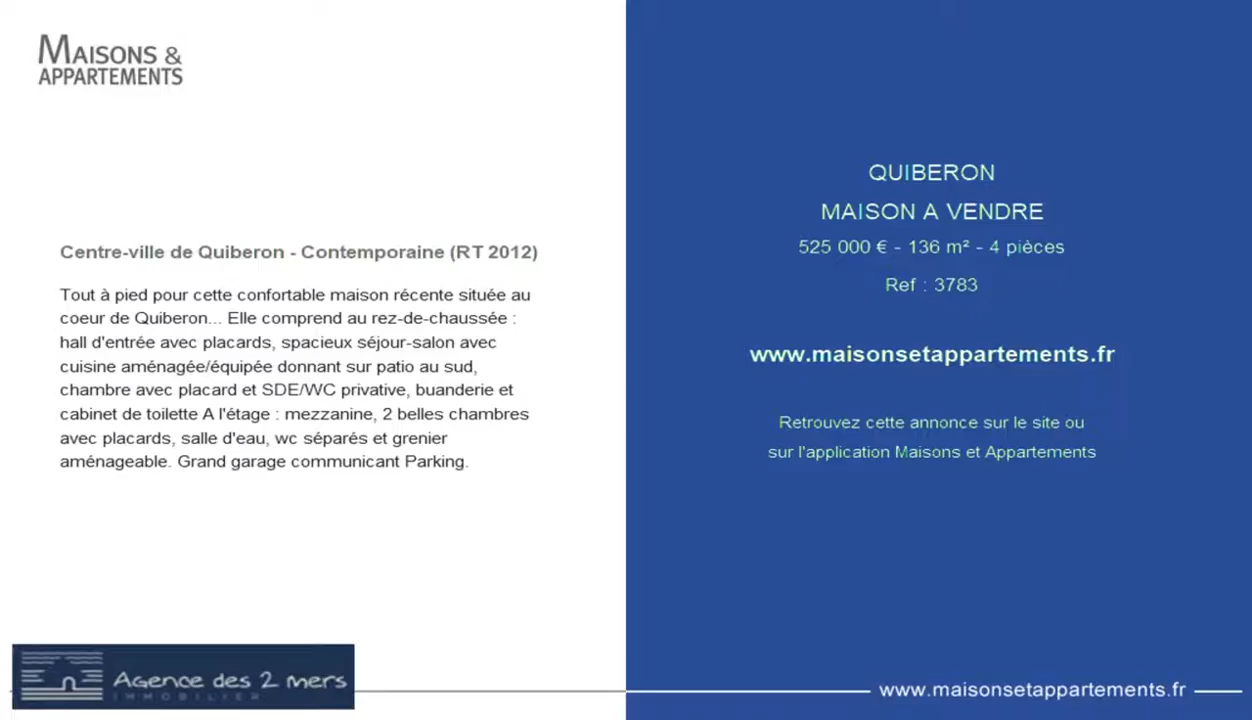 MAISONS &
APPARTEMENTS
Centre-ville de Quiberon - Contemporaine (RT 2012)
Tout à pied pour cette confortable maison récente située au
coeur de Quiberon... Elle comprend au rez-de-chaussée :
hall d'entrée avec placards, spacieux séjour-salon avec
cuisine aménagée/équipée donnant sur patio au sud,
chambre avec placard et SDE/WC privative, buanderie et
cabinet de toilette A l'étage : mezzanine, 2 belles chambres
avec placards, salle d'eau, wc séparés et grenier
aménageable. Grand garage communicant Parking.
Agence des 2 mers
IMMOBILIER
QUIBERON
MAISON A VENDRE
525 000 € - 136 m² - 4 pièces
Ref : 3783
www.maisonsetappartements.fr
Retrouvez cette annonce sur le site ou
sur l'application Maisons et Appartements
www.maisonsetappartements.fr